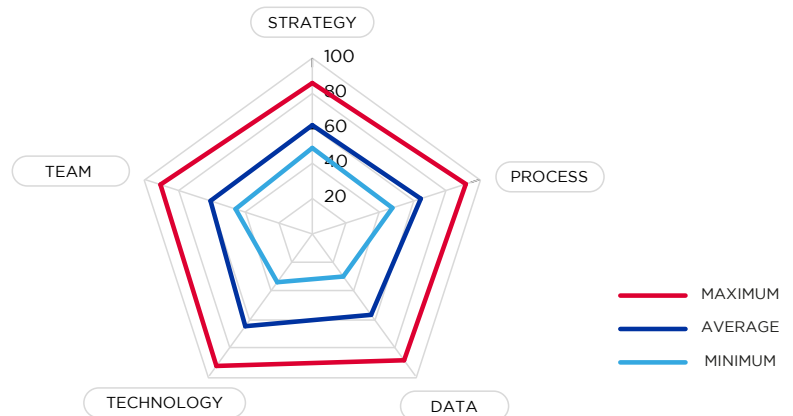 STRATEGY
100
80
60
40
20
TEAM
PROCESS
MAXIMUM
AVERAGE
MINIMUM
TECHNOLOGY
DATA